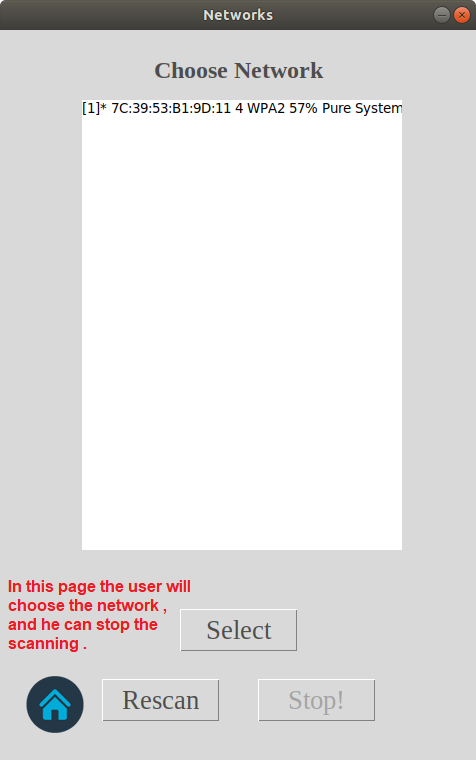 Networks
Choose Network
[1]* 7C:39:53:B1:9D:11 4 WPA2 57% Pure System
In this page the user will
choose the network ,
and he can stop the
scanning .
Select
Rescan
Stop!